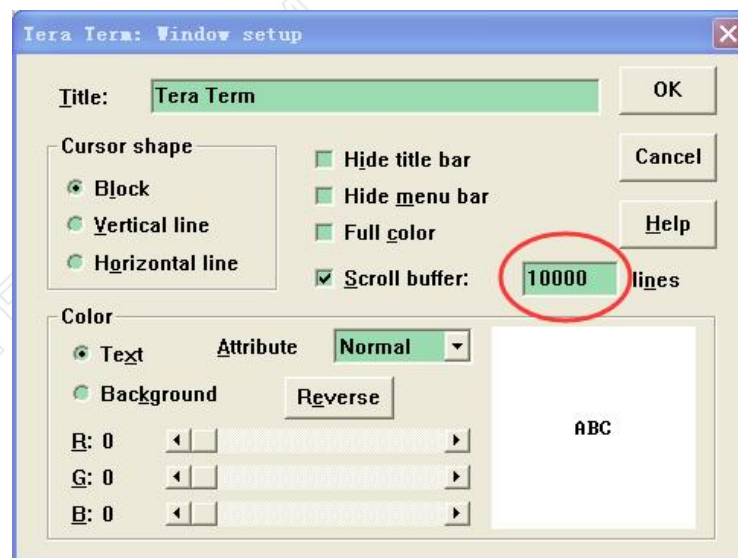 Tera Term: Window setup
Title: Tera Term
OK
Cursor shape
Block
Vertical line
Horizontal line
Hide title bar
Hide menu bar
Full color
Scroll buffer: 10000 lines
Cancel
Help
Color
Text
Attribute Normal
Background
Reverse
R: 0
G: 0
B: 0
ABC